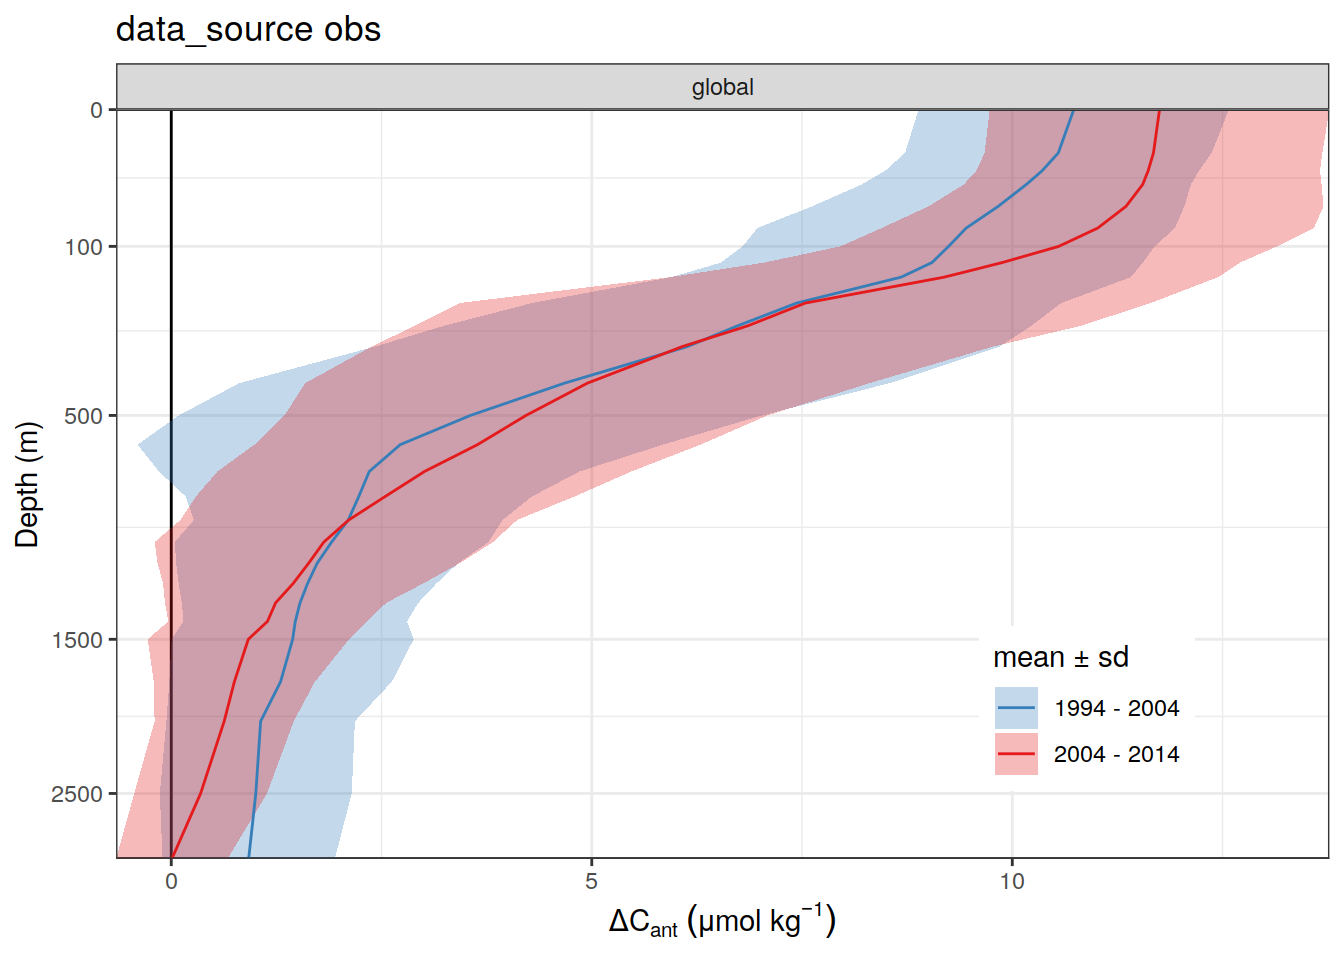 data_source obs
global
0
100
500
1500
2500
Depth (m)
mean ± sd
1994 - 2004
2004 - 2014
0 5 10
ΔCant (μmol kg−1)